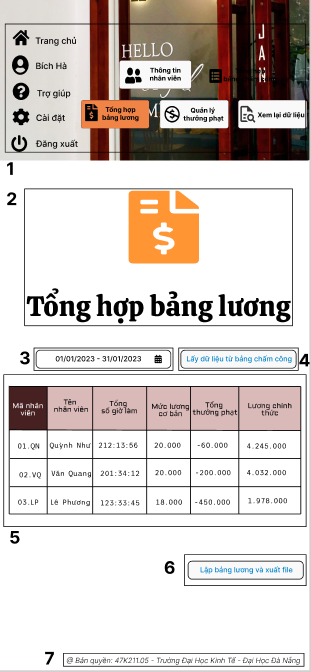 HELLO
JAN
Trang chủ
Bích Hà
Trợ giúp
Cài đặt
Đăng xuất
Thông tin
nhân viên
Tổng hợp
bảng lương
Quản lý
thưởng phạt
Xem lại dữ liệu
1
2
Tổng hợp bảng lương
3
01/01/2023 - 31/01/2023
Lấy dữ liệu từ bảng chấm công
4
Mã nhân viên Tên nhân viên Tổng số giờ làm Mức lương cơ bản Tổng thưởng phạt Lương chính thức
01.QN Quỳnh Như 212:13:56 20.000 -60.000 4.245.000
02.VQ Văn Quang 201:34:12 20.000 -200.000 4.032.000
03.LP Lê Phương 123:33:45 18.000 -450.000 1.978.000
5
6
Lập bảng lương và xuất file
7
@ Bản quyền: 47K211.05 - Trường Đại Học Kinh Tế - Đại Học Đà Nẵng